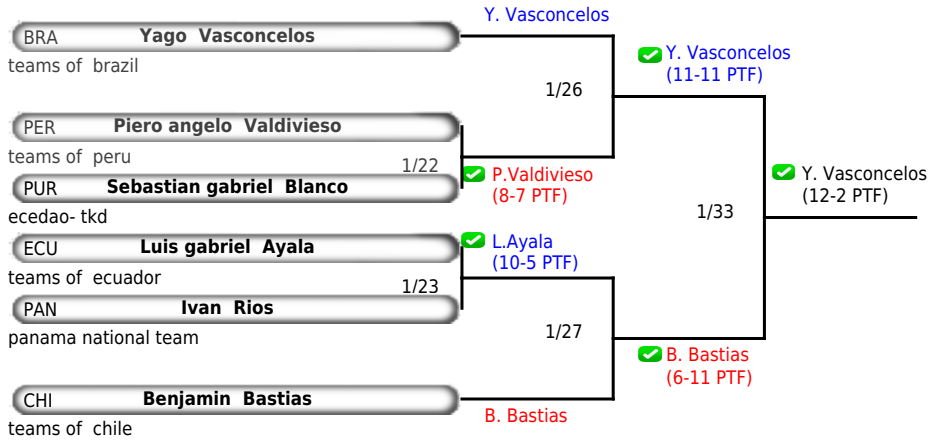 Y. Vasconcelos
BRA Yago Vasconcelos
teams of brazil
Y. Vasconcelos
(11-11 PTF)
1/26
PER Piero angelo Valdivieso
teams of peru
1/22
P.Valdivieso
(8-7 PTF)
PUR Sebastian gabriel Blanco
ecedao- tkd
Y. Vasconcelos
(12-2 PTF)
1/33
ECU Luis gabriel Ayala
teams of ecuador
L.Ayala
(10-5 PTF)
1/23
PAN Ivan Rios
panama national team
1/27
B. Bastias
(6-11 PTF)
CHI Benjamin Bastias
teams of chile
B. Bastias